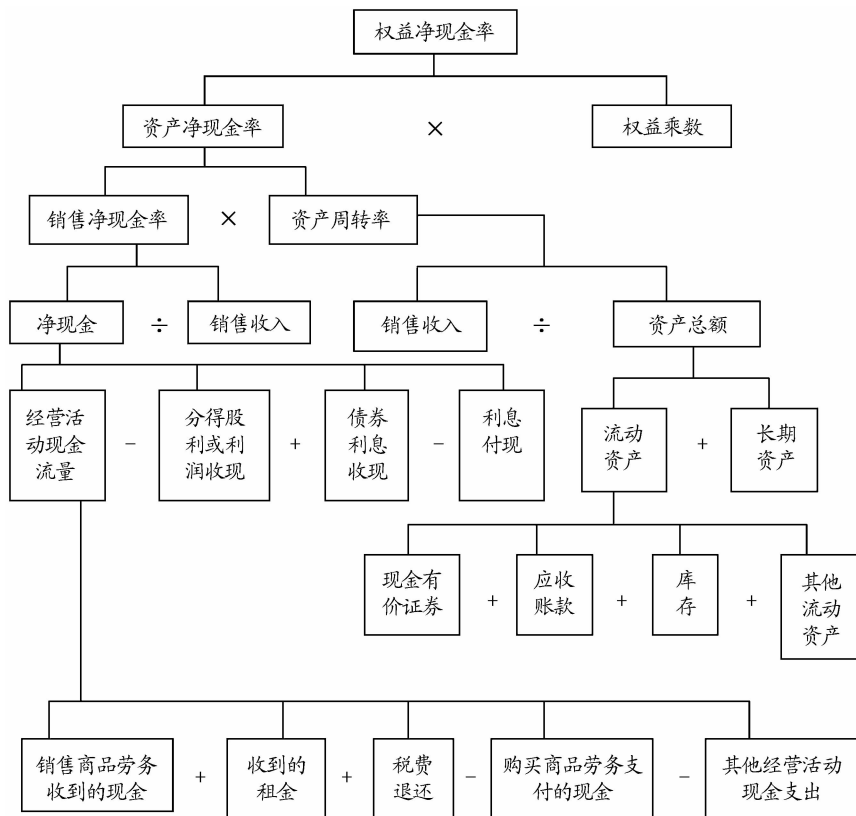 权益净现金率
资产净现金率
×
权益乘数
销售净现金率
×
资产周转率
净现金
÷
销售收入
销售收入
÷
资产总额
经营活
动现金
流量
−
分得股
利或利
润收现
+
债券
利息
收现
−
利息
付现
流动
资产
+
长期
资产
现金有
价证券
+
应收
账款
+
库
存
+
其他
流动
资产
销售商品劳务
收到的现金
+
收到的
租金
+
税费
退还
−
购买商品劳务支
付的现金
−
其他经营活动
现金支出